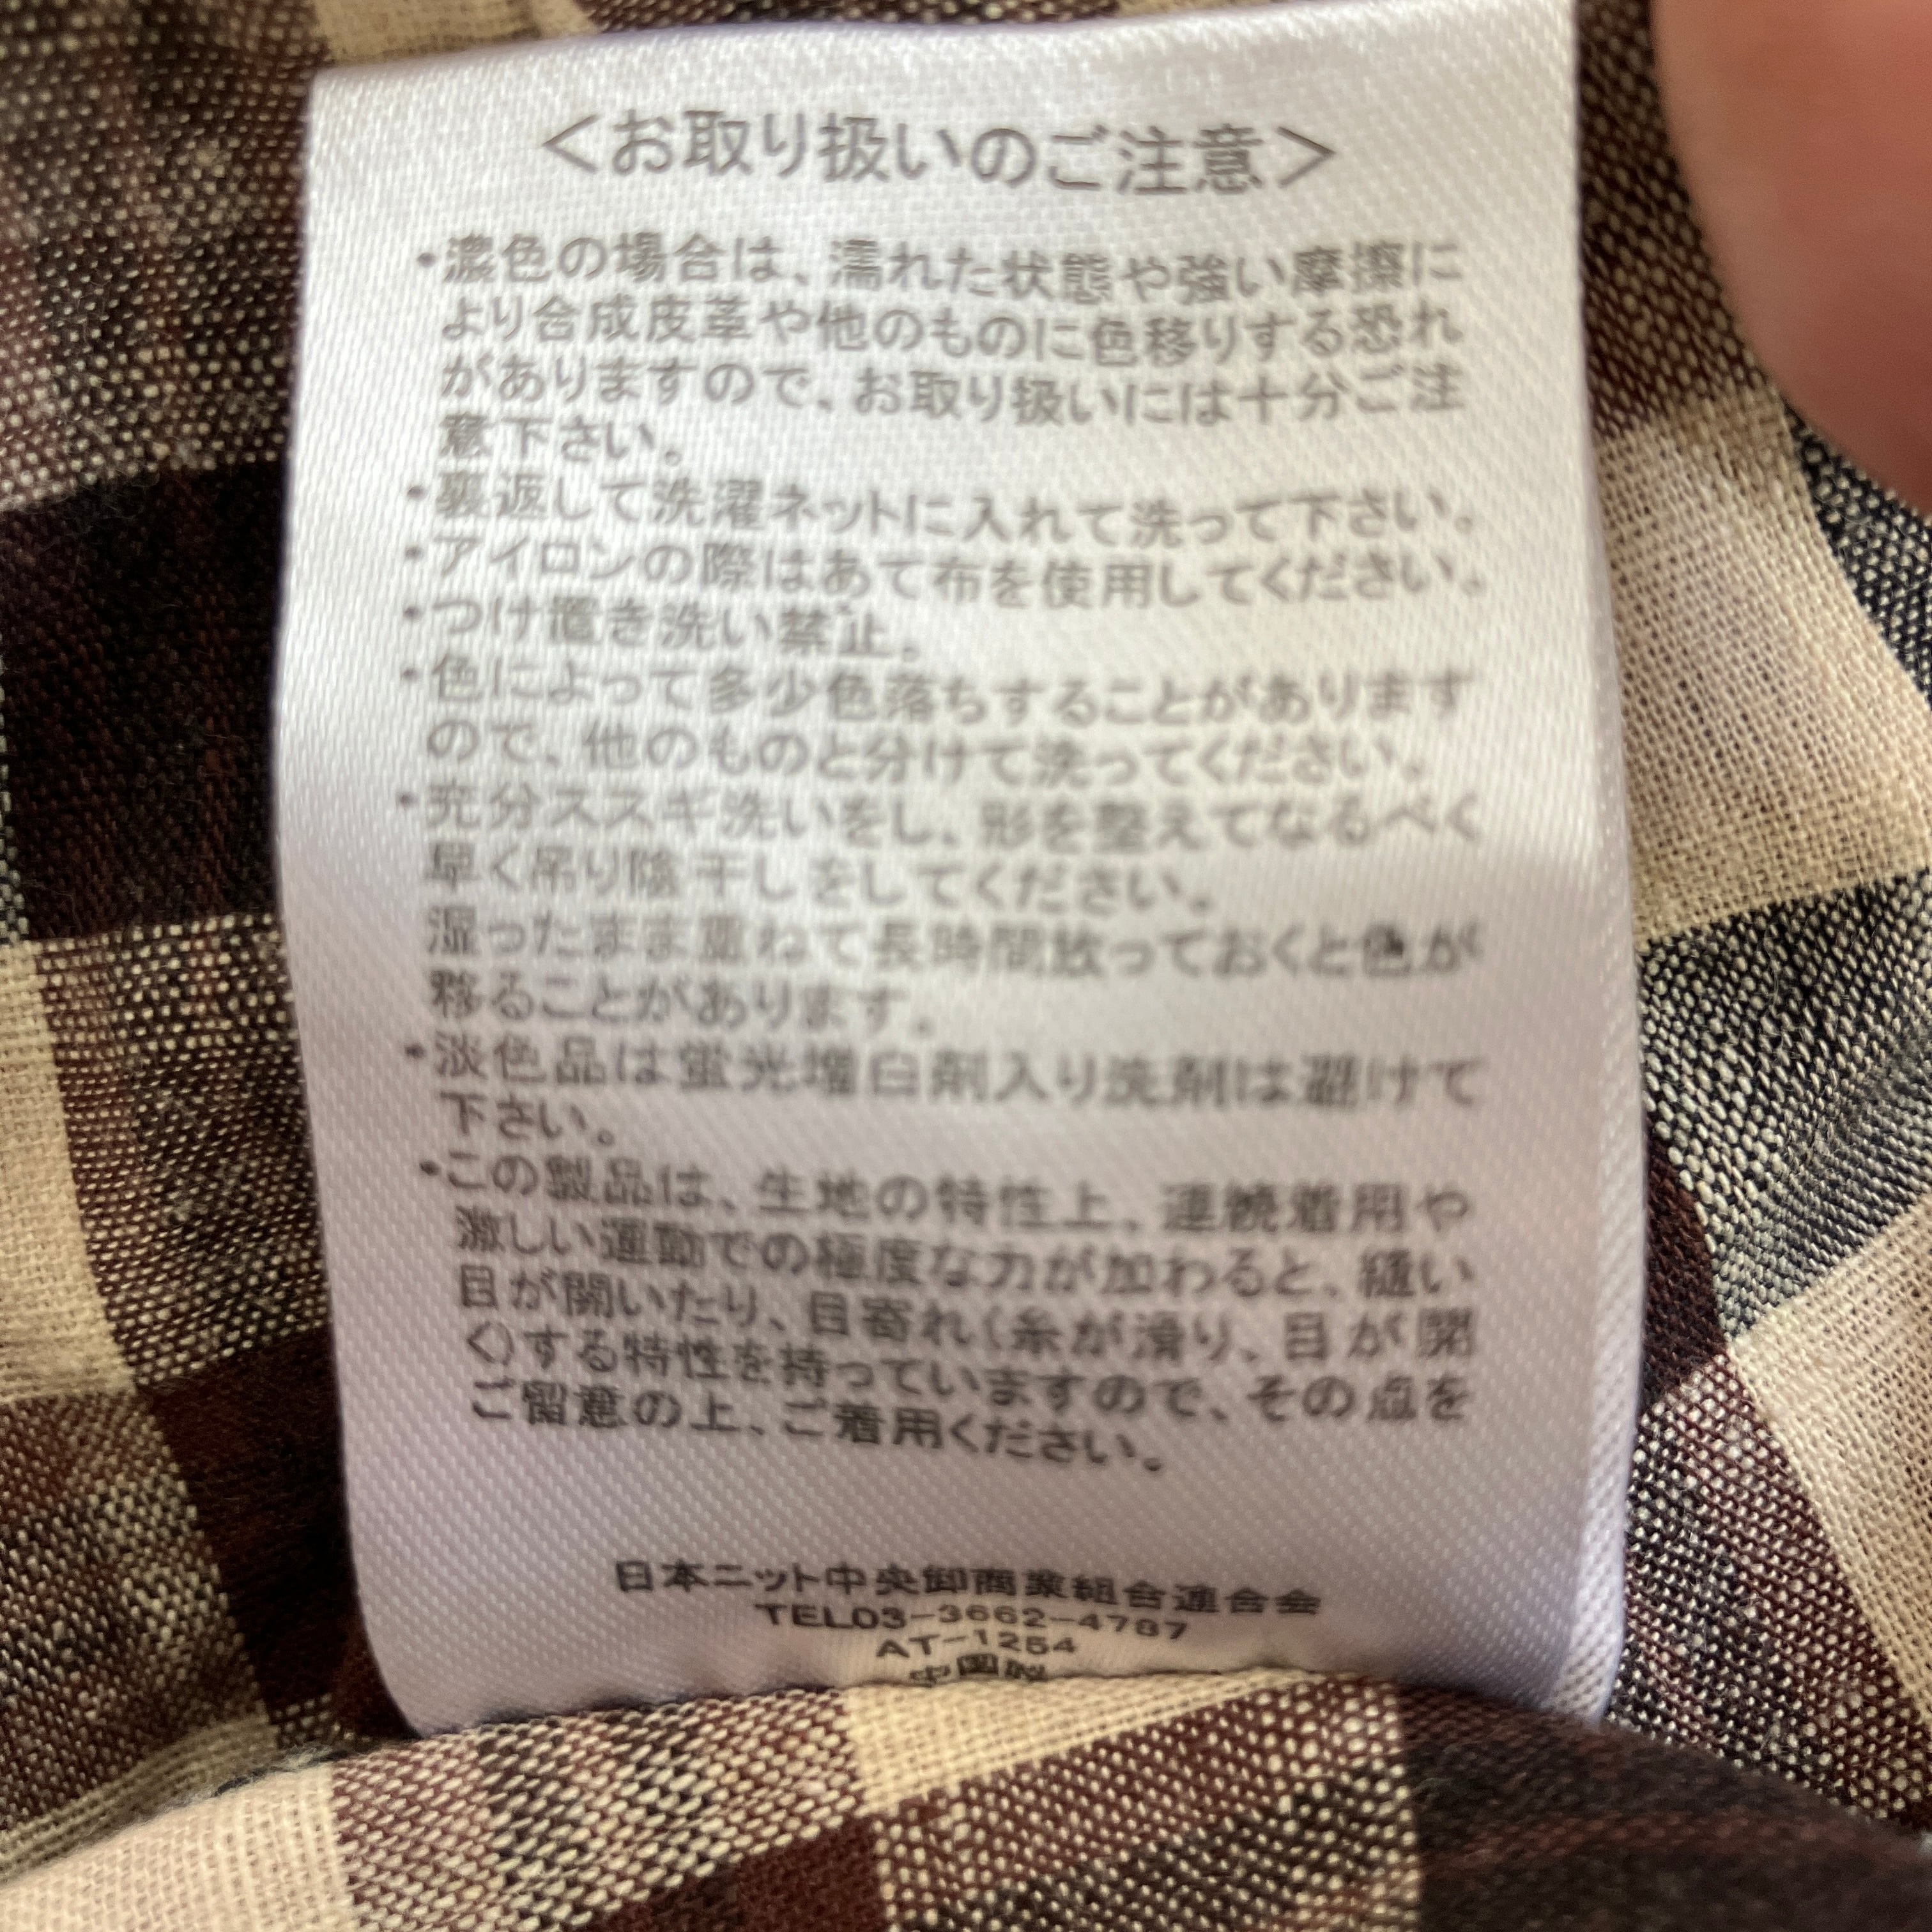 ＜お取り扱いのご注意＞
・濃色の場合は、濡れた状態や強い摩擦に
より合成皮革や他のものに色移りする恐れ
がありますので、お取り扱いには十分ご注
意下さい。
・裏返して洗濯ネットに入れて洗って下さい。
・アイロンの際はあて布を使用してください。
・つけ置き洗い禁止。
・色によって多少色落ちすることがあります
ので、他のものと分けて洗ってください。
・充分ススギ洗いをし、形を整えてなるべく
早く吊り陰干しをしてください。
湿ったまま重ねて長時間放っておくと色が
移ることがあります。
・淡色品は蛍光増白剤入り洗剤は避けて
下さい。
・この製品は、生地の特性上、連続着用や
激しい運動での極度な力が加わると、縫い
目が開いたり、目寄れ(糸が滑り、目が開
く)する特性を持っていますので、その点を
ご留意の上、ご着用ください。
日本ニット中央卸商業組合連合会
TEL03-3662-4787
AT-1254
中国製